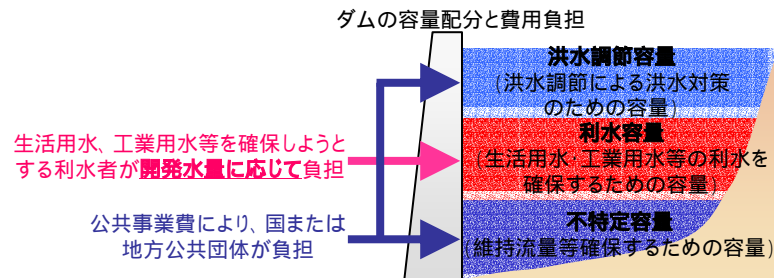 ダムの容量配分と費用負担
洪水調節容量
(洪水調節による洪水対策
のための容量)
生活用水、工業用水等を確保しようと
する利水者が開発水量に応じて負担
利水容量
(生活用水・工業用水等の利水を
確保するための容量)
公共事業費により、国または
地方公共団体が負担
不特定容量
(維持流量等確保するための容量)